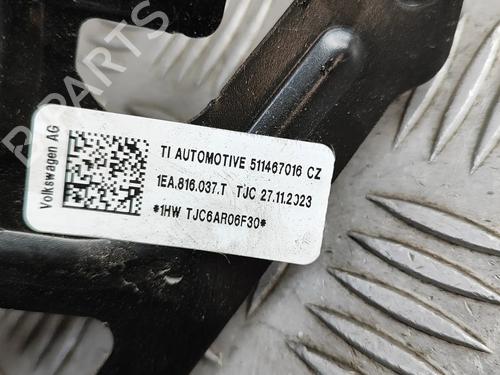 B-PARTS
Volkswagen AG
TI AUTOMOTIVE 511467016 CZ
1EA.816.037.T TJC 27.11.2023
*1HW TJC6AR06F30*